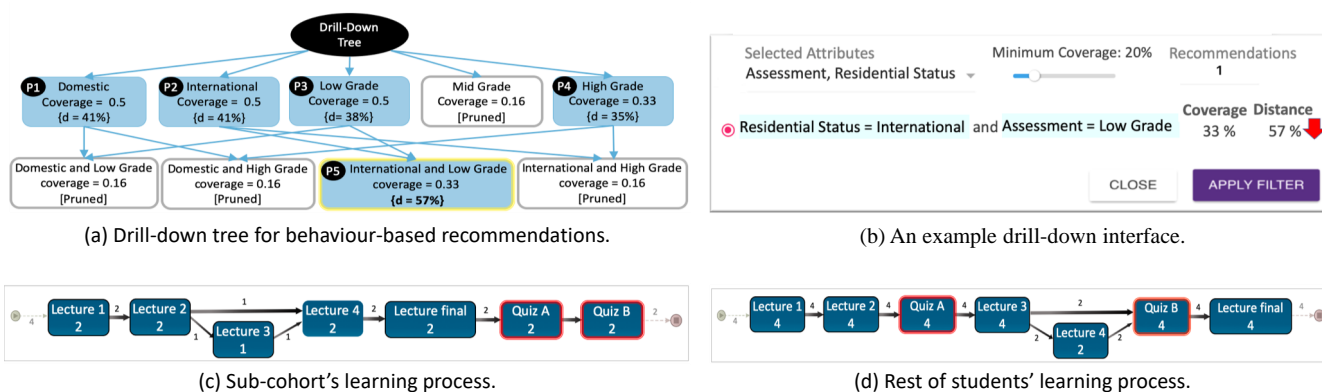 Drill-Down
Tree
P1
Domestic
Coverage = 0.5
{d = 41%}
P2
International
Coverage = 0.5
{d = 41%}
P3
Low Grade
Coverage = 0.5
{d = 38%}
Mid Grade
Coverage = 0.16
[Pruned]
P4
High Grade
Coverage = 0.33
{d = 35%}
Domestic and Low Grade
coverage = 0.16
[Pruned]
Domestic and High Grade
coverage = 0.16
[Pruned]
P5
International and Low Grade
coverage = 0.33
{d = 57%}
International and High Grade
coverage = 0.16
[Pruned]
(a) Drill-down tree for behaviour-based recommendations.
Selected Attributes
Assessment, Residential Status
Minimum Coverage: 20%
Recommendations
1
Coverage Distance
Residential Status = International and Assessment = Low Grade
33 % 57 %
CLOSE
APPLY FILTER
(b) An example drill-down interface.
4
Lecture 1
2
2
Lecture 2
2
1
1
Lecture 3
1
1
Lecture 4
2
2
Lecture final
2
2
Quiz A
2
2
Quiz B
2
2
(c) Sub-cohort's learning process.
4
Lecture 1
4
4
Lecture 2
4
4
Quiz A
4
4
Lecture 3
4
2
2
Lecture 4
2
2
Quiz B
4
4
Lecture final
4
4
(d) Rest of students' learning process.